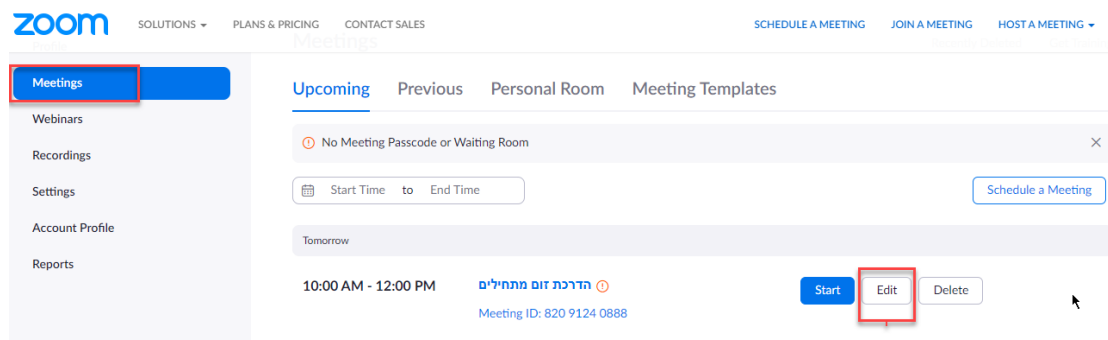 zoom SOLUTIONS PLANS & PRICING CONTACT SALES SCHEDULE A MEETING JOIN A MEETING HOST A MEETING
Meetings
Meetings
Webinars
Recordings
Settings
Account Profile
Reports
Upcoming Previous Personal Room Meeting Templates
No Meeting Passcode or Waiting Room
Start Time to End Time
Schedule a Meeting
Tomorrow
10:00 AM - 12:00 PM
הדרכת זום מתחילים
Meeting ID: 820 9124 0888
Start Edit Delete